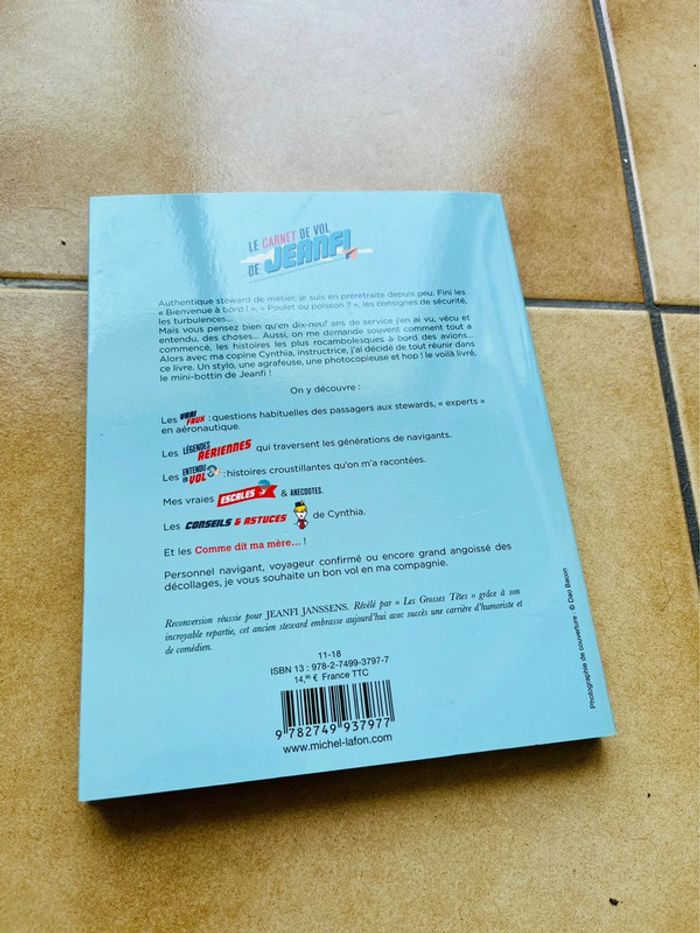 LE CARNET DE VOL
DE JEANFI
Authentique steward de métier, je suis en préretraite depuis peu. Fini les
« Bienvenue à bord ! », « Poulet ou poisson ? », les consignes de sécurité,
les turbulences...
Mais vous pensez bien qu'en dix-neuf ans de service j'en ai vu, vécu et
entendu, des choses... Aussi, on me demande souvent comment tout a
commencé, les histoires les plus rocambolesques à bord des avions...
Alors avec ma copine Cynthia, instructrice, j'ai décidé de tout réunir dans
ce livre. Un stylo, une agrafeuse, une photocopieuse et hop ! le voilà livré,
le mini-bottin de Jeanfi !
On y découvre :
Les VRAI FAUX : questions habituelles des passagers aux stewards, « experts »
en aéronautique.
Les LÉGENDES AÉRIENNES qui traversent les générations de navigants.
Les ENTENDU EN VOL : histoires croustillantes qu'on m'a racontées.
Mes vraies ESCALES & ANECDOTES.
Les CONSEILS & ASTUCES de Cynthia.
Et les Comme dit ma mère... !
Personnel navigant, voyageur confirmé ou encore grand angoissé des
décollages, je vous souhaite un bon vol en ma compagnie.
Reconversion réussie pour JEANFI JANSSENS. Révélé par « Les Grosses Têtes » grâce à son
incroyable repartie, cet ancien steward embrasse aujourd'hui avec succès une carrière d'humoriste et
de comédien.
11-18
ISBN 13 : 978-2-7499-3797-7
14,95 € France TTC
9 782749 937977
www.michel-lafon.com
Photographie de couverture : © Dao Bacon